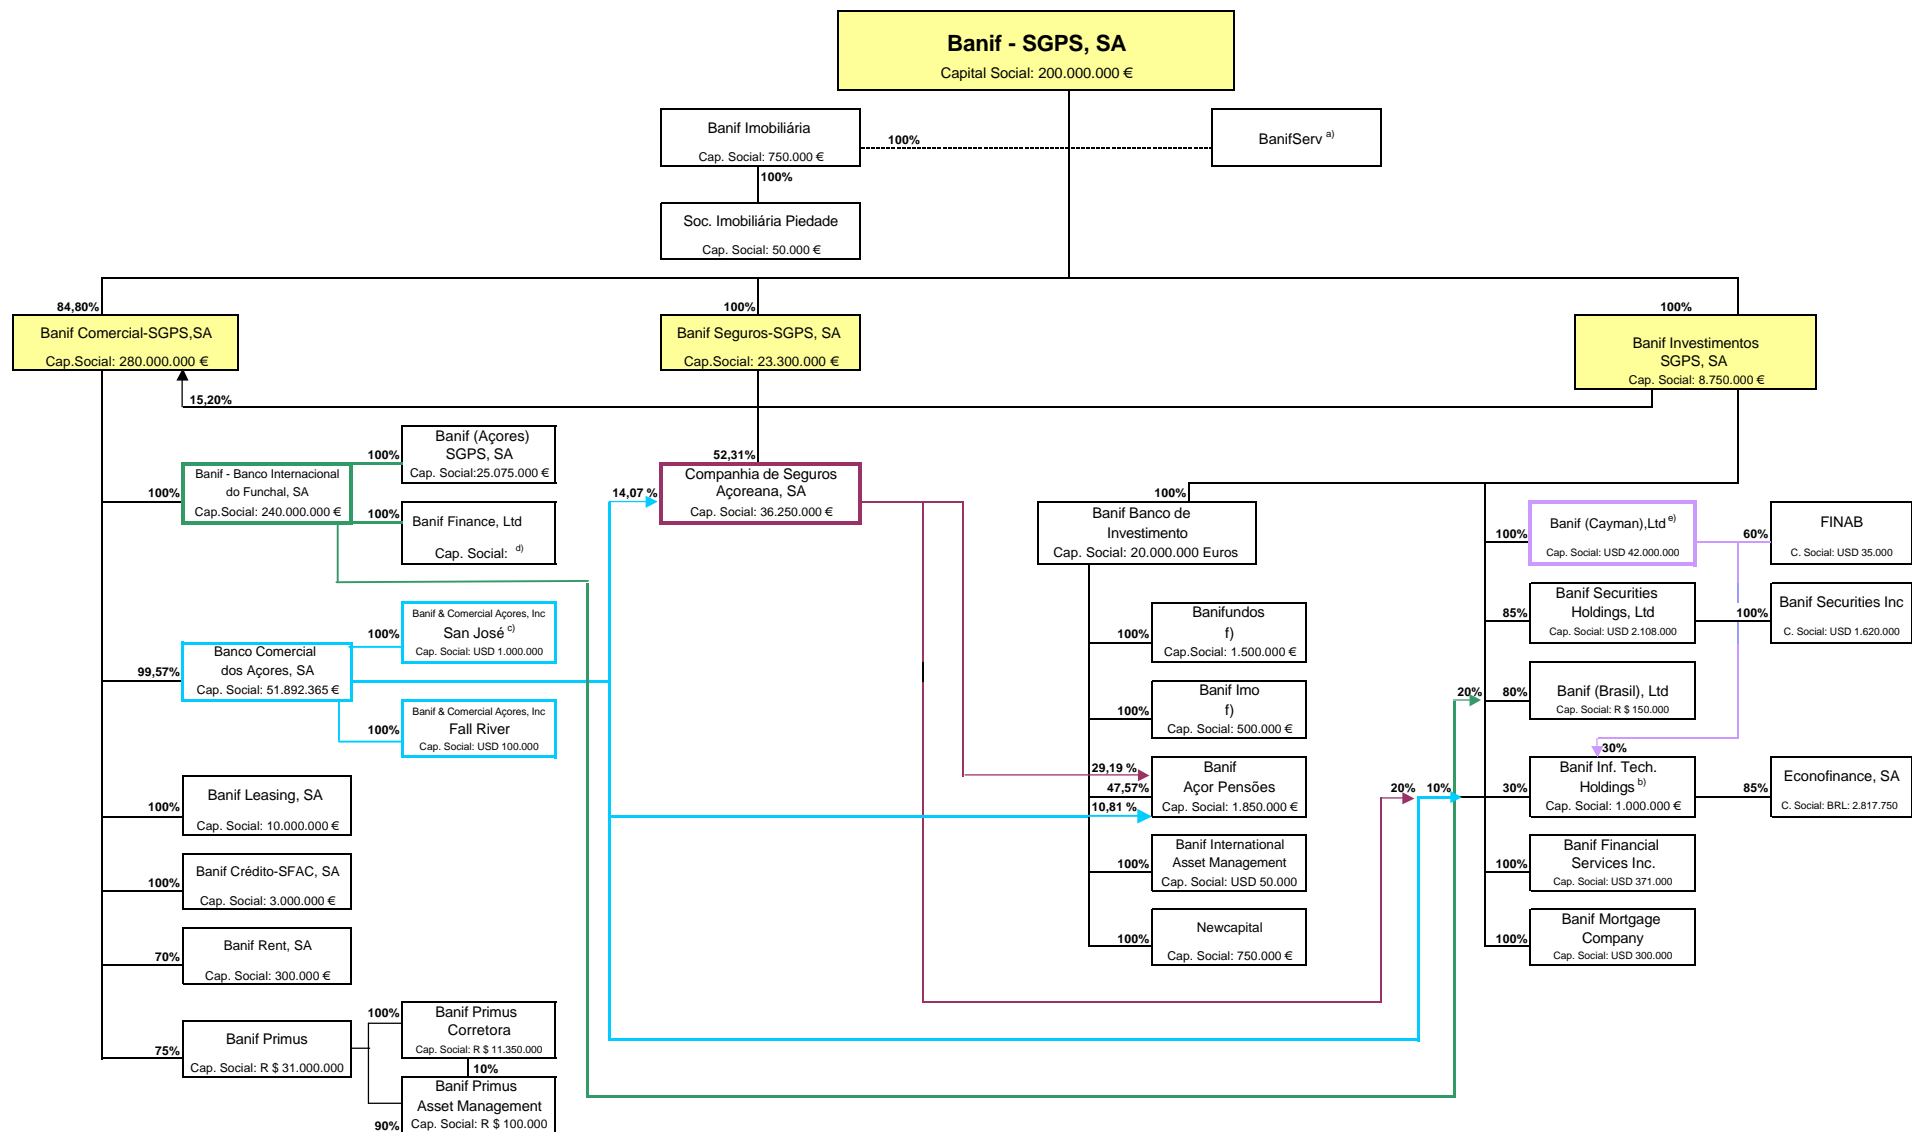 Banif - SGPS, SA
Capital Social: 200.000.000 €
Banif Imobiliária
Cap. Social: 750.000 €
100%
BanifServ a)
100%
Soc. Imobiliária Piedade
Cap. Social: 50.000 €
84,80%
100%
100%
Banif Comercial-SGPS,SA
Cap.Social: 280.000.000 €
Banif Seguros-SGPS, SA
Cap.Social: 23.300.000 €
Banif Investimentos
SGPS, SA
Cap. Social: 8.750.000 €
15,20%
100%
Banif - Banco Internacional
do Funchal, SA
Cap.Social: 240.000.000 €
100%
Banif (Açores)
SGPS, SA
Cap. Social:25.075.000 €
100%
Banif Finance, Ltd
Cap. Social: d)
99,57%
Banco Comercial
dos Açores, SA
Cap. Social: 51.892.365 €
100%
Banif & Comercial Açores, Inc
San José c)
Cap. Social: USD 1.000.000
100%
Banif & Comercial Açores, Inc
Fall River
Cap. Social: USD 100.000
100%
Banif Leasing, SA
Cap. Social: 10.000.000 €
100%
Banif Crédito-SFAC, SA
Cap. Social: 3.000.000 €
70%
Banif Rent, SA
Cap. Social: 300.000 €
75%
Banif Primus
Cap. Social: R $ 31.000.000
100%
Banif Primus
Corretora
Cap. Social: R $ 11.350.000
10%
90%
Banif Primus
Asset Management
Cap. Social: R $ 100.000
52,31%
14,07 %
Companhia de Seguros
Açoreana, SA
Cap. Social: 36.250.000 €
100%
Banif Banco de
Investimento
Cap. Social: 20.000.000 Euros
100%
Banifundos
f)
Cap.Social: 1.500.000 €
100%
Banif Imo
f)
Cap. Social: 500.000 €
29,19 %
47,57%
10,81 %
Banif
Açor Pensões
Cap. Social: 1.850.000 €
100%
Banif International
Asset Management
Cap. Social: USD 50.000
100%
Newcapital
Cap. Social: 750.000 €
100%
Banif (Cayman),Ltd e)
Cap. Social: USD 42.000.000
60%
FINAB
C. Social: USD 35.000
85%
Banif Securities
Holdings, Ltd
Cap. Social: USD 2.108.000
100%
Banif Securities Inc
C. Social: USD 1.620.000
20%
80%
Banif (Brasil), Ltd
Cap. Social: R $ 150.000
30%
20%
10%
30%
Banif Inf. Tech.
Holdings b)
Cap. Social: 1.000.000 €
85%
Econofinance, SA
C. Social: BRL: 2.817.750
100%
Banif Financial
Services Inc.
Cap. Social: USD 371.000
100%
Banif Mortgage
Company
Cap. Social: USD 300.000